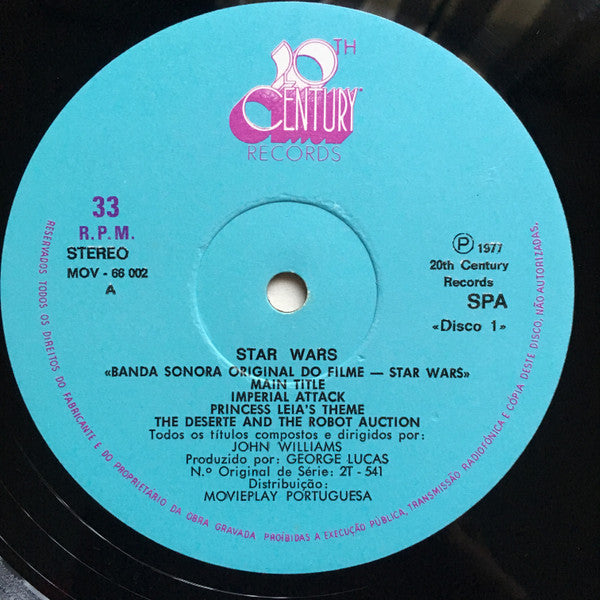 20TH
CENTURY™
RECORDS
33
R.P.M.
STEREO
MOV - 66 002
A
Ⓟ 1977
20th Century
Records
SPA
«Disco 1»
STAR WARS
«BANDA SONORA ORIGINAL DO FILME — STAR WARS»
MAIN TITLE
IMPERIAL ATTACK
PRINCESS LEIA'S THEME
THE DESERTE AND THE ROBOT AUCTION
Todos os títulos compostos e dirigidos por:
JOHN WILLIAMS
Produzido por: GEORGE LUCAS
N.º Original de Série: 2T - 541
Distribuição:
MOVIEPLAY PORTUGUESA
RESERVADOS TODOS OS DIREITOS DO FABRICANTE E DO PROPRIETÁRIO DA OBRA GRAVADA PROÍBIDAS A EXECUÇÃO PÚBLICA, TRANSMISSÃO RADIOFÓNICA E CÓPIA DESTE DISCO, NÃO AUTORIZADAS,